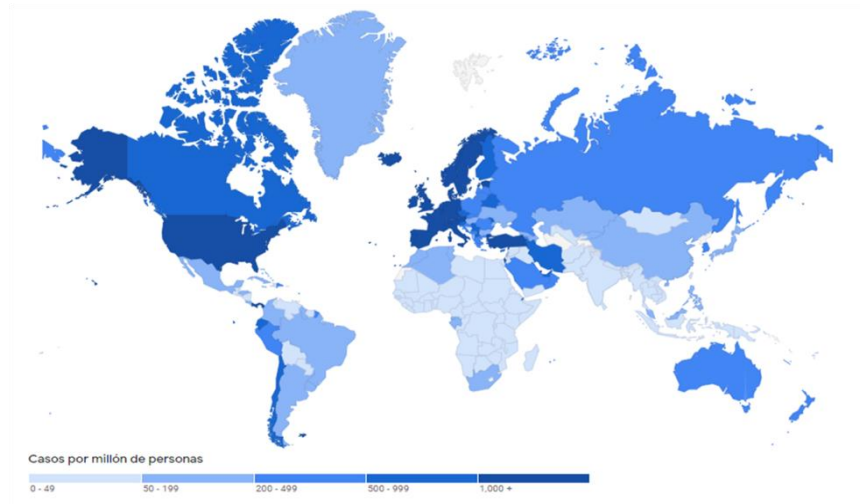 Casos por millón de personas
0 - 49 50 - 199 200 - 499 500 - 999 1,000 +